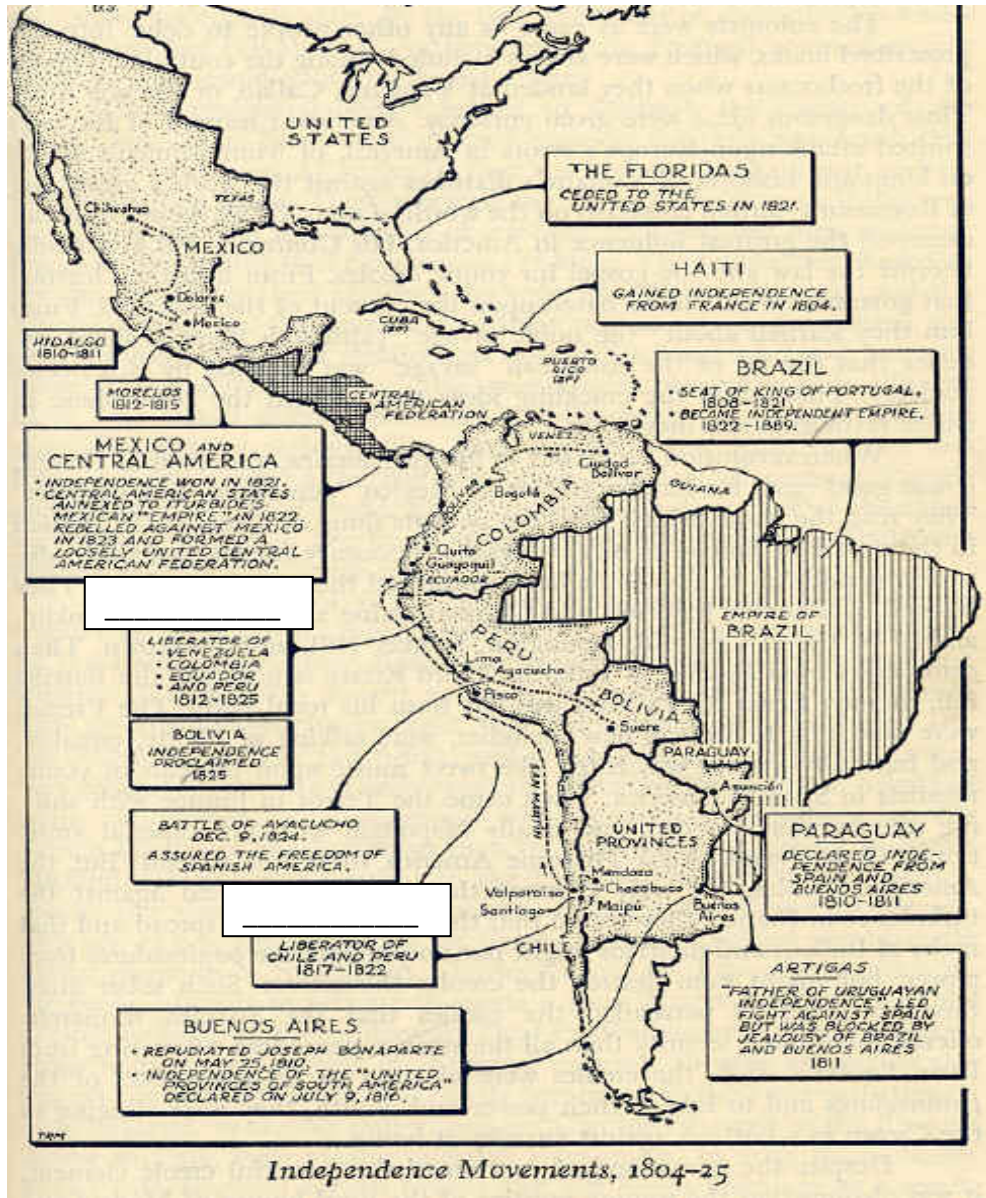 U.S.
UNITED
STATES
THE FLORIDAS
CEDED TO THE
UNITED STATES IN 1821.
TEXAS
Chihuahua
MEXICO
HAITI
GAINED INDEPENDENCE
FROM FRANCE IN 1804.
Dolores
Mexico
CUBA
HIDALGO
1810-1811
PUERTO
RICO
MORELOS
1812-1815
CENTRAL
AMERICAN
FEDERATION
BRAZIL
• SEAT OF KING OF PORTUGAL,
1808-1821.
• BECAME INDEPENDENT EMPIRE,
1822-1889.
MEXICO AND
CENTRAL AMERICA
• INDEPENDENCE WON IN 1821.
• CENTRAL AMERICAN STATES
ANNEXED TO ITURBIDE'S
MEXICAN "EMPIRE" IN 1822
REBELLED AGAINST MEXICO
IN 1823 AND FORMED A
LOOSELY UNITED CENTRAL
AMERICAN FEDERATION.
VENEZ.
Ciudad
Bolivar
GUIANA
BOLIVAR
Bogotá
COLOMBIA
Quito
Guayaquil
ECUADOR
EMPIRE OF
BRAZIL
PERU
Lima
Ayacucho
Pisco
LIBERATOR OF
• VENEZUELA
• COLOMBIA
• ECUADOR
• AND PERU
1812-1825
BOLIVIA
Sucre
BOLIVIA
INDEPENDENCE
PROCLAIMED
1825
PARAGUAY
Asunción
SAN MARTIN
BATTLE OF AYACUCHO
DEC. 9, 1824.
ASSURED THE FREEDOM OF
SPANISH AMERICA.
UNITED
PROVINCES
PARAGUAY
DECLARED INDE-
PENDENCE FROM
SPAIN AND
BUENOS AIRES
1810-1811
Mendoza
Valparaiso
Chacabuco
Santiago
Maipú
Buenos
Aires
CHILE
LIBERATOR OF
CHILE AND PERU
1817-1822
ARTIGAS
"FATHER OF URUGUAYAN
INDEPENDENCE". LED
FIGHT AGAINST SPAIN
BUT WAS BLOCKED BY
JEALOUSY OF BRAZIL
AND BUENOS AIRES
1811
BUENOS AIRES
• REPUDIATED JOSEPH BONAPARTE
ON MAY 25, 1810.
• INDEPENDENCE OF THE "UNITED
PROVINCES OF SOUTH AMERICA"
DECLARED ON JULY 9, 1816.
Independence Movements, 1804-25